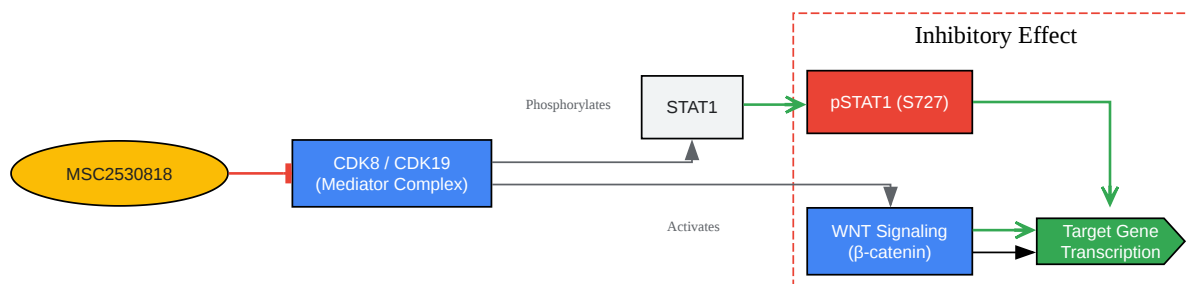 Inhibitory Effect
Phosphorylates
STAT1
pSTAT1 (S727)
MSC2530818
CDK8 / CDK19
(Mediator Complex)
Activates
WNT Signaling
(β-catenin)
Target Gene
Transcription